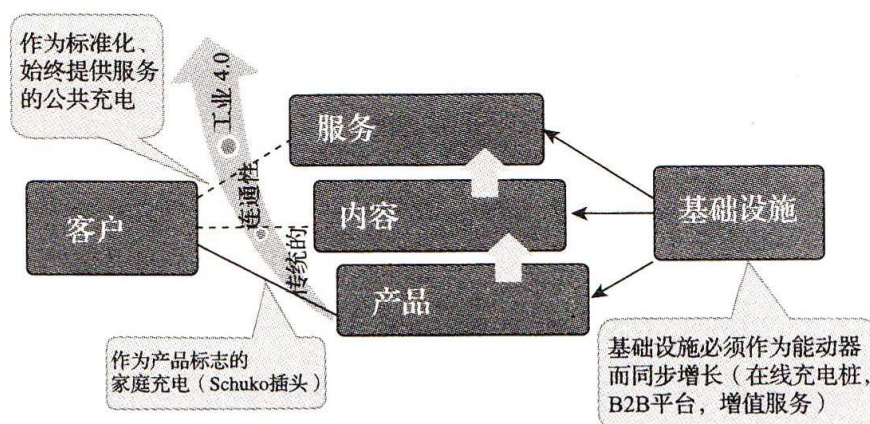 作为标准化、
始终提供服务
的公共充电
工业 4.0
连通性
传统的
服务
内容
产品
客户
基础设施
作为产品标志的
家庭充电（Schuko插头）
基础设施必须作为能动器
而同步增长（在线充电桩，
B2B平台，增值服务）